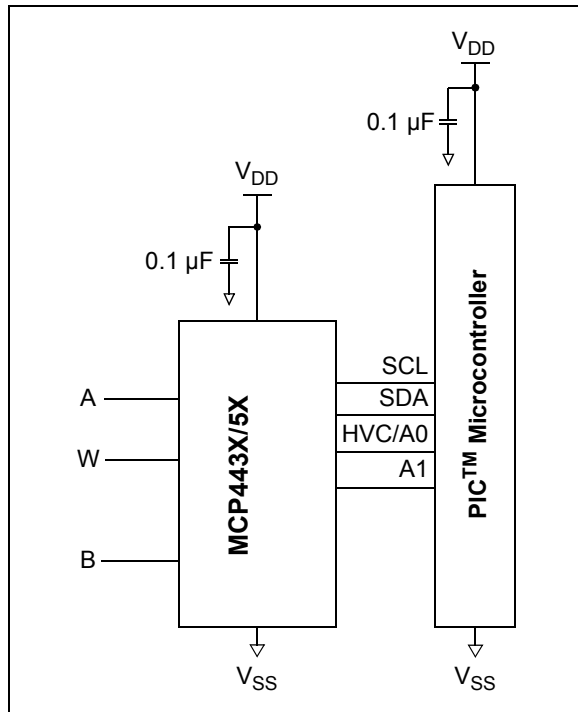 V_DD
0.1 µF
V_DD
0.1 µF
SCL
SDA
HVC/A0
A1
A
W
B
MCP443X/5X
PIC™ Microcontroller
V_SS
V_SS